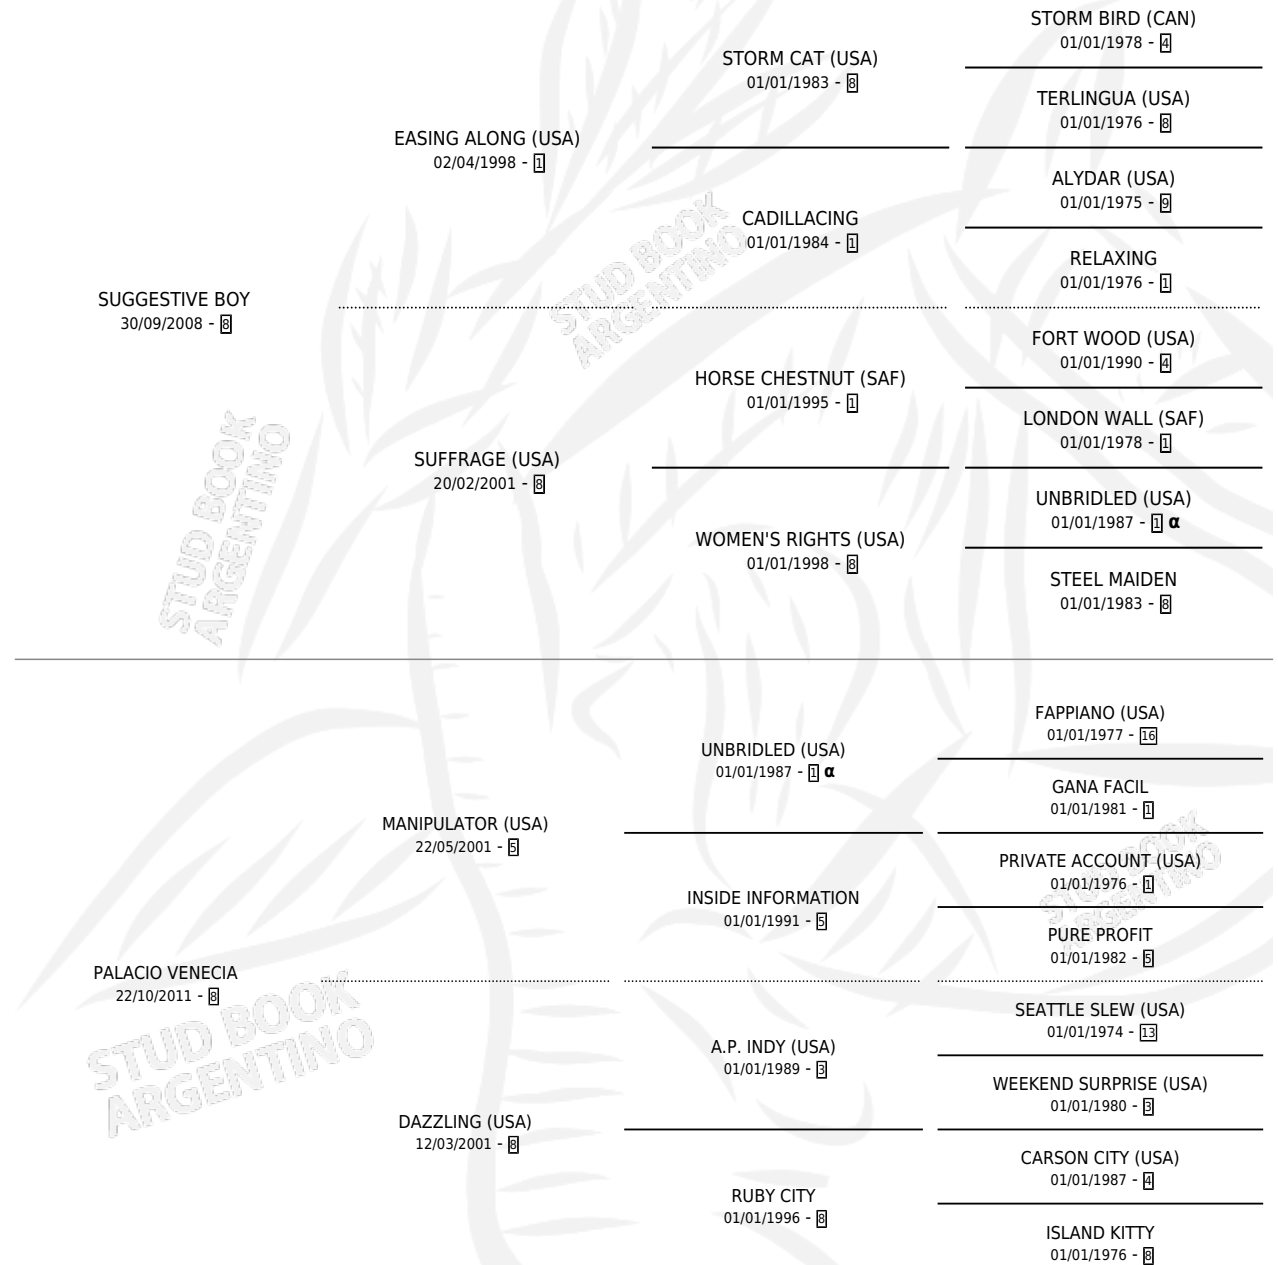 STORM BIRD (CAN)
01/01/1978 - 4
STORM CAT (USA)
01/01/1983 - 8
TERLINGUA (USA)
01/01/1976 - 8
EASING ALONG (USA)
02/04/1998 - 1
ALYDAR (USA)
01/01/1975 - 9
CADILLACING
01/01/1984 - 1
RELAXING
01/01/1976 - 1
SUGGESTIVE BOY
30/09/2008 - 8
FORT WOOD (USA)
01/01/1990 - 4
HORSE CHESTNUT (SAF)
01/01/1995 - 1
LONDON WALL (SAF)
01/01/1978 - 1
SUFFRAGE (USA)
20/02/2001 - 8
UNBRIDLED (USA)
01/01/1987 - 1 α
WOMEN'S RIGHTS (USA)
01/01/1998 - 8
STEEL MAIDEN
01/01/1983 - 8
FAPPIANO (USA)
01/01/1977 - 16
UNBRIDLED (USA)
01/01/1987 - 1 α
GANA FACIL
01/01/1981 - 1
MANIPULATOR (USA)
22/05/2001 - 5
PRIVATE ACCOUNT (USA)
01/01/1976 - 1
INSIDE INFORMATION
01/01/1991 - 5
PURE PROFIT
01/01/1982 - 5
PALACIO VENECIA
22/10/2011 - 8
SEATTLE SLEW (USA)
01/01/1974 - 13
A.P. INDY (USA)
01/01/1989 - 3
WEEKEND SURPRISE (USA)
01/01/1980 - 3
DAZZLING (USA)
12/03/2001 - 8
CARSON CITY (USA)
01/01/1987 - 4
RUBY CITY
01/01/1996 - 8
ISLAND KITTY
01/01/1976 - 8
STUD BOOK
ARGENTINO
STUD BOOK
ARGENTINO
STUD BOOK
ARGENTINO
STUD BOOK
ARGENTINO